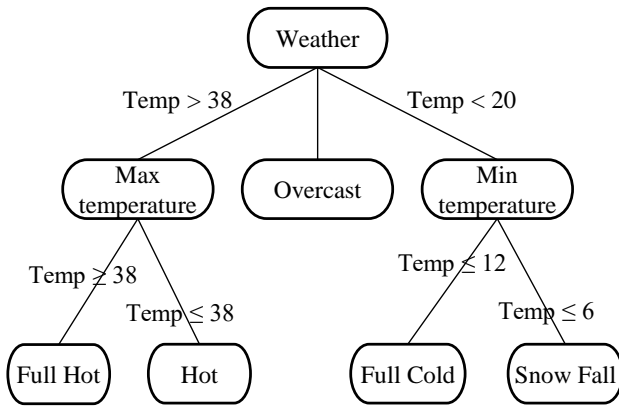 Weather
Temp > 38
Temp < 20
Max
temperature
Overcast
Min
temperature
Temp ≥ 38
Temp ≤ 38
Temp ≤ 12
Temp ≤ 6
Full Hot
Hot
Full Cold
Snow Fall